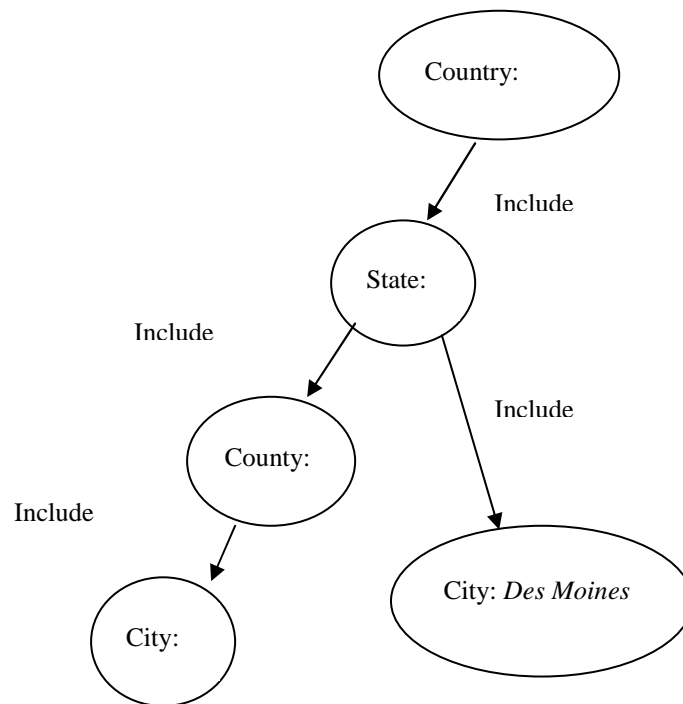 Country:
Include
State:
Include
Include
County:
Include
City: Des Moines
City: